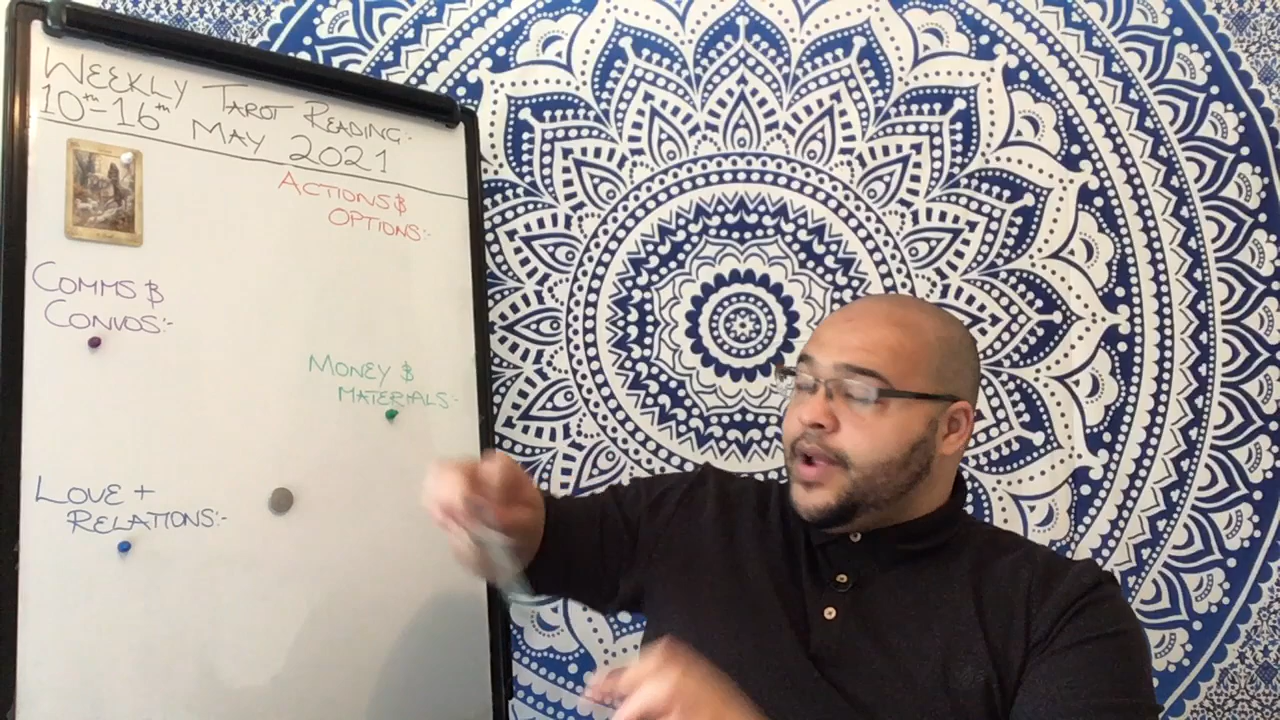 WEEKLY TAROT READING:-
10th-16th MAY 2021
ACTIONS &
OPTIONS:-
COMMS &
CONVOS:-
MONEY &
MATERIALS-
LOVE +
RELATIONS:-